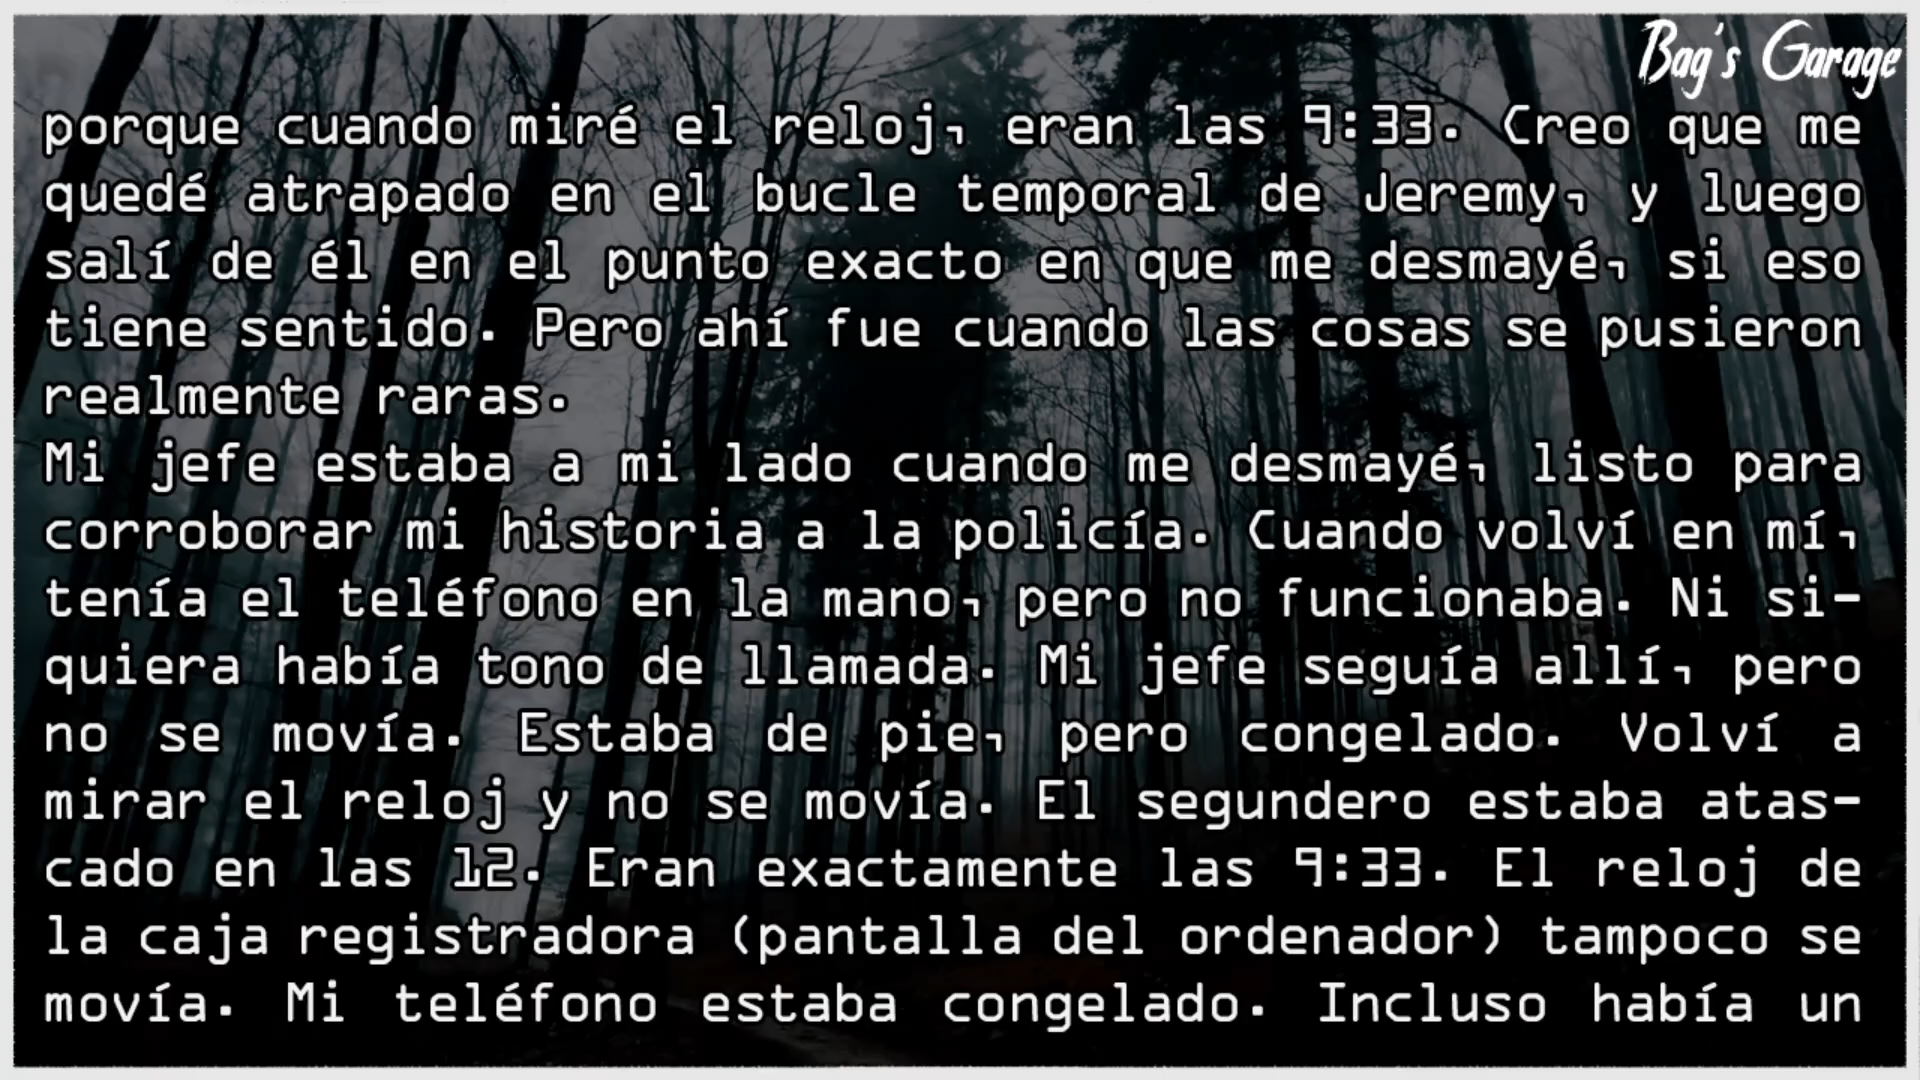 Bag's Garage
porque cuando miré el reloj, eran las 9:33. Creo que me
quedé atrapado en el bucle temporal de Jeremy, y luego
salí de él en el punto exacto en que me desmayé, si eso
tiene sentido. Pero ahí fue cuando las cosas se pusieron
realmente raras.
Mi jefe estaba a mi lado cuando me desmayé, listo para
corroborar mi historia a la policía. Cuando volví en mí,
tenía el teléfono en la mano, pero no funcionaba. Ni si-
quiera había tono de llamada. Mi jefe seguía allí, pero
no se movía. Estaba de pie, pero congelado. Volví a
mirar el reloj y no se movía. El segundero estaba atas-
cado en las 12. Eran exactamente las 9:33. El reloj de
la caja registradora (pantalla del ordenador) tampoco se
movía. Mi teléfono estaba congelado. Incluso había un